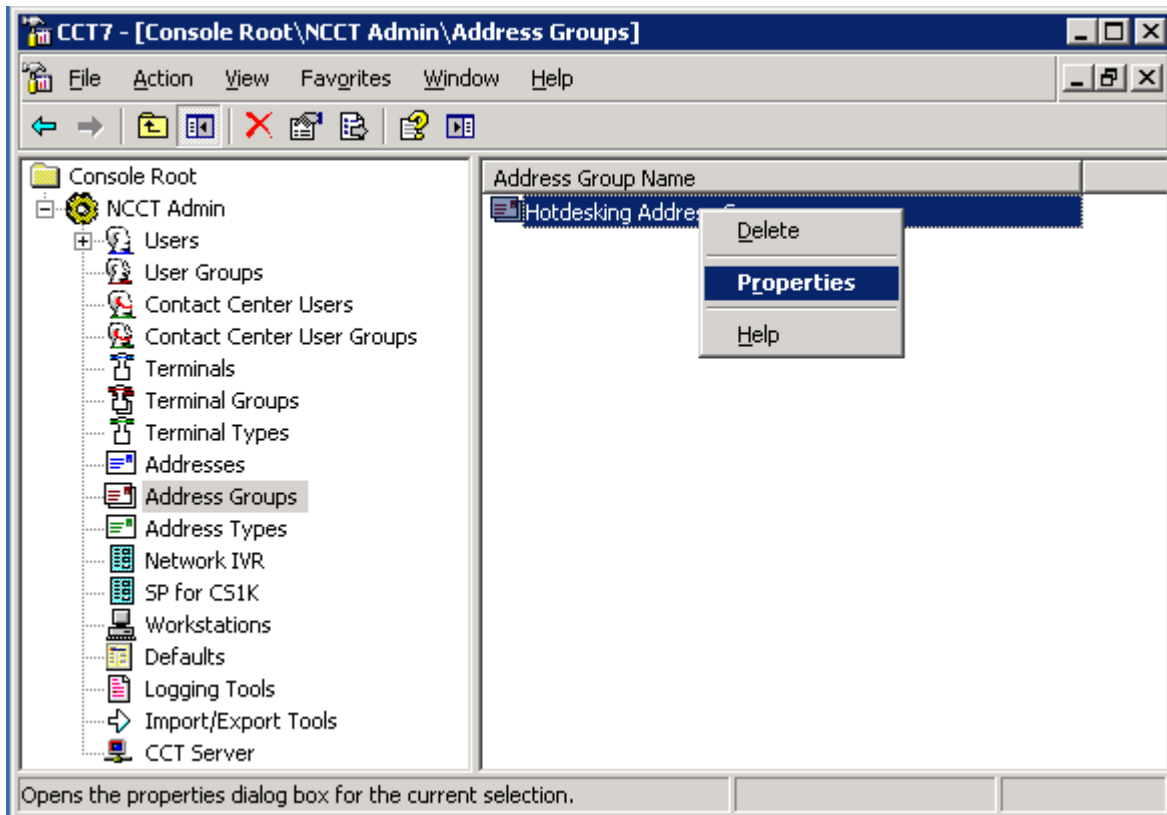 CCT7 - [Console Root\NCCT Admin\Address Groups]
File Action View Favorites Window Help
Console Root
NCCT Admin
Users
User Groups
Contact Center Users
Contact Center User Groups
Terminals
Terminal Groups
Terminal Types
Addresses
Address Groups
Address Types
Network IVR
SP for CS1K
Workstations
Defaults
Logging Tools
Import/Export Tools
CCT Server
Address Group Name
Hotdesking Address
Delete
Properties
Help
Opens the properties dialog box for the current selection.